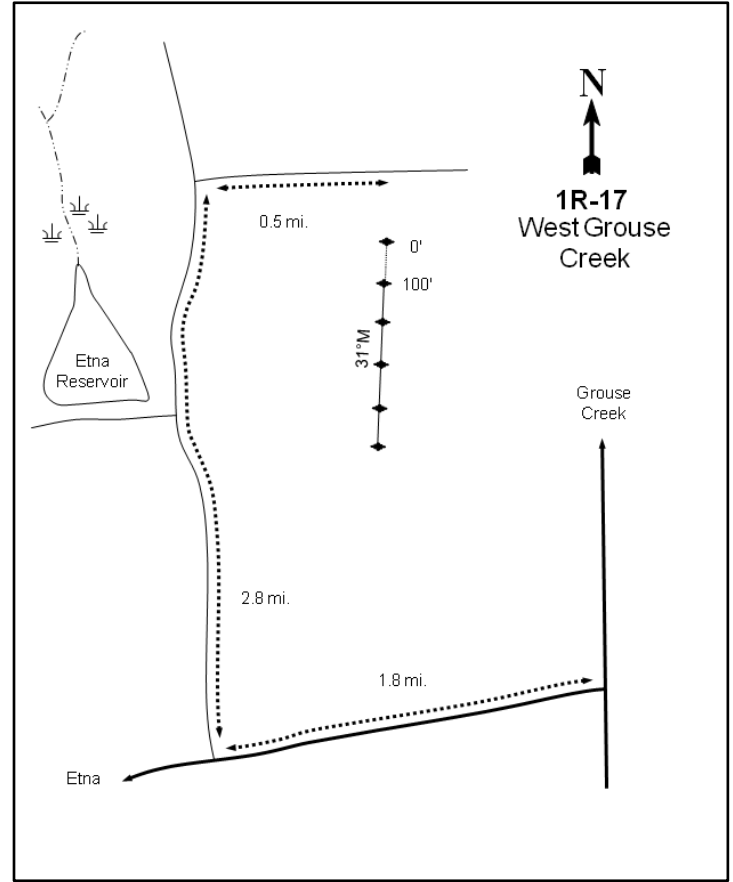 N
1R-17
West Grouse
Creek
0.5 mi.
0'
100'
31°M
Etna
Reservoir
Grouse
Creek
2.8 mi.
1.8 mi.
Etna